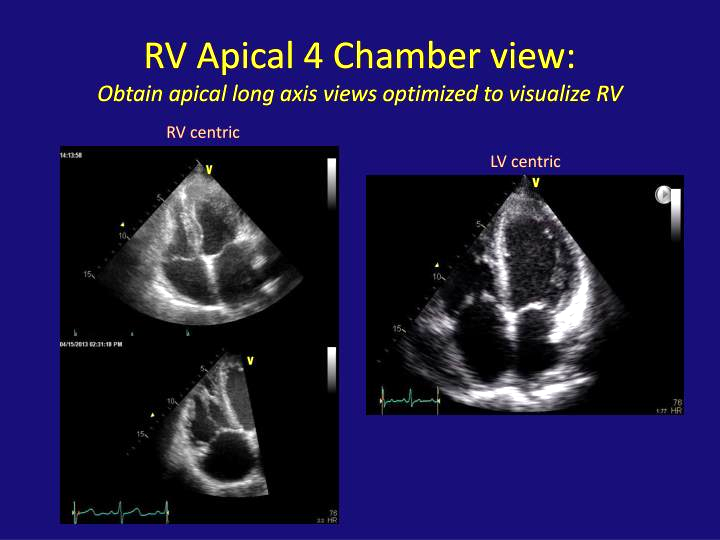 RV Apical 4 Chamber view:
Obtain apical long axis views optimized to visualize RV
RV centric
LV centric
14:13:58
V
5
10
15
04/15/2013 02:31:18 PM
V
5
10
15
76
HR
V
5
10
15
76
HR